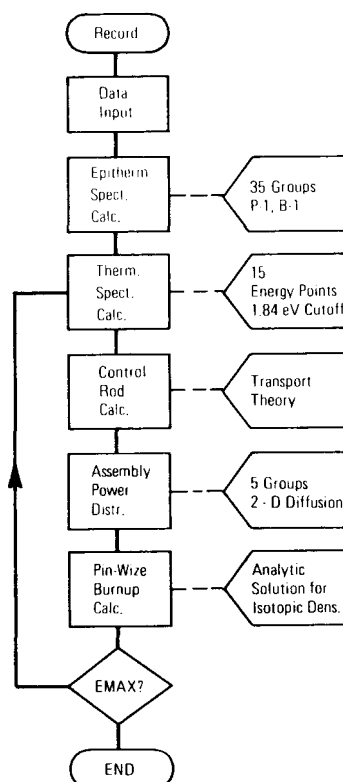 Record
Data
Input
Epitherm
Spect.
Calc.
35 Groups
P-1, B-1
Therm.
Spect.
Calc.
15
Energy Points
1.84 eV Cutoff
Control
Rod
Calc.
Transport
Theory
Assembly
Power
Distr.
5 Groups
2 - D Diffusion
Pin-Wize
Burnup
Calc.
Analytic
Solution for
Isotopic Dens.
EMAX?
END